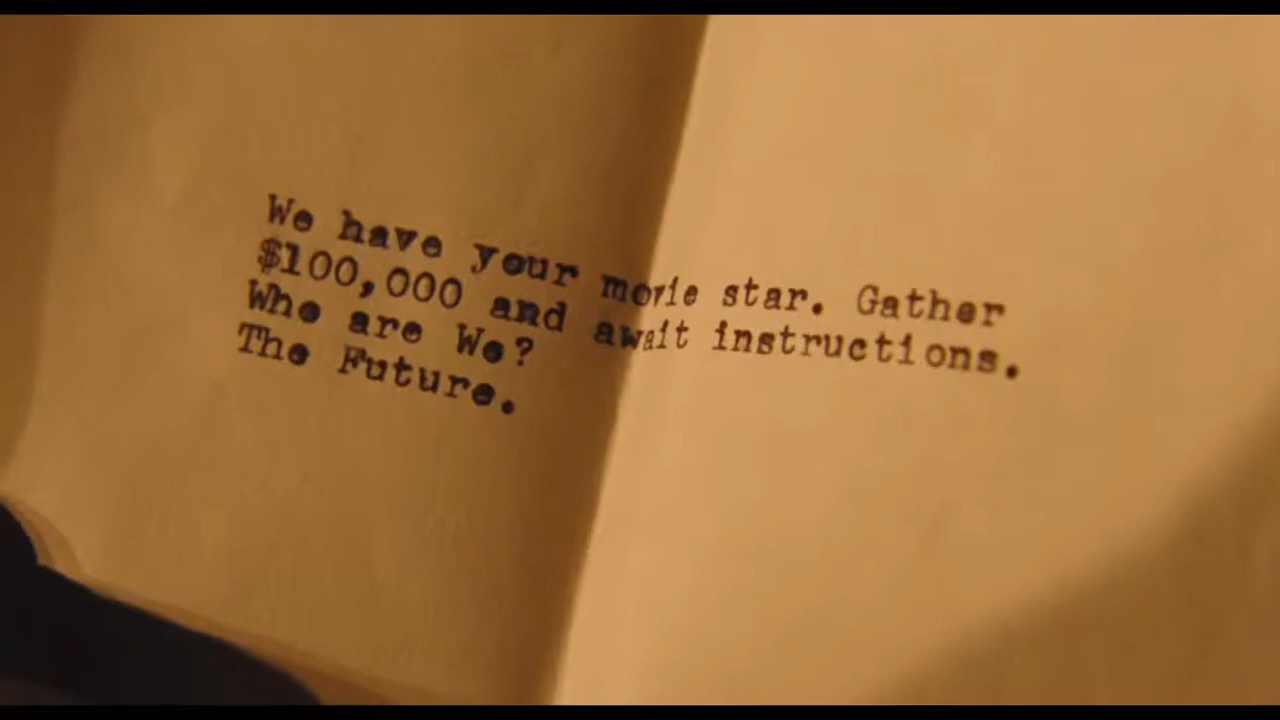 We have your movie star. Gather
$100,000 and await instructions.
Who are We?
The Future.